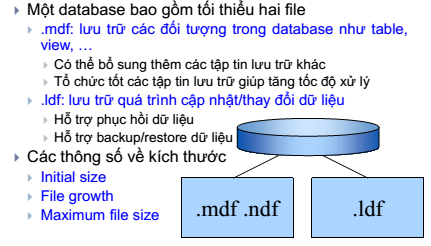 Một database bao gồm tối thiểu hai file
.mdf: lưu trữ các đối tượng trong database như table,
view, …
Có thể bổ sung thêm các tập tin lưu trữ khác
Tổ chức tốt các tập tin lưu trữ giúp tăng tốc độ xử lý
.ldf: lưu trữ quá trình cập nhật/thay đổi dữ liệu
Hỗ trợ phục hồi dữ liệu
Hỗ trợ backup/restore dữ liệu
Các thông số về kích thước
Initial size
File growth
Maximum file size
.mdf .ndf
.ldf